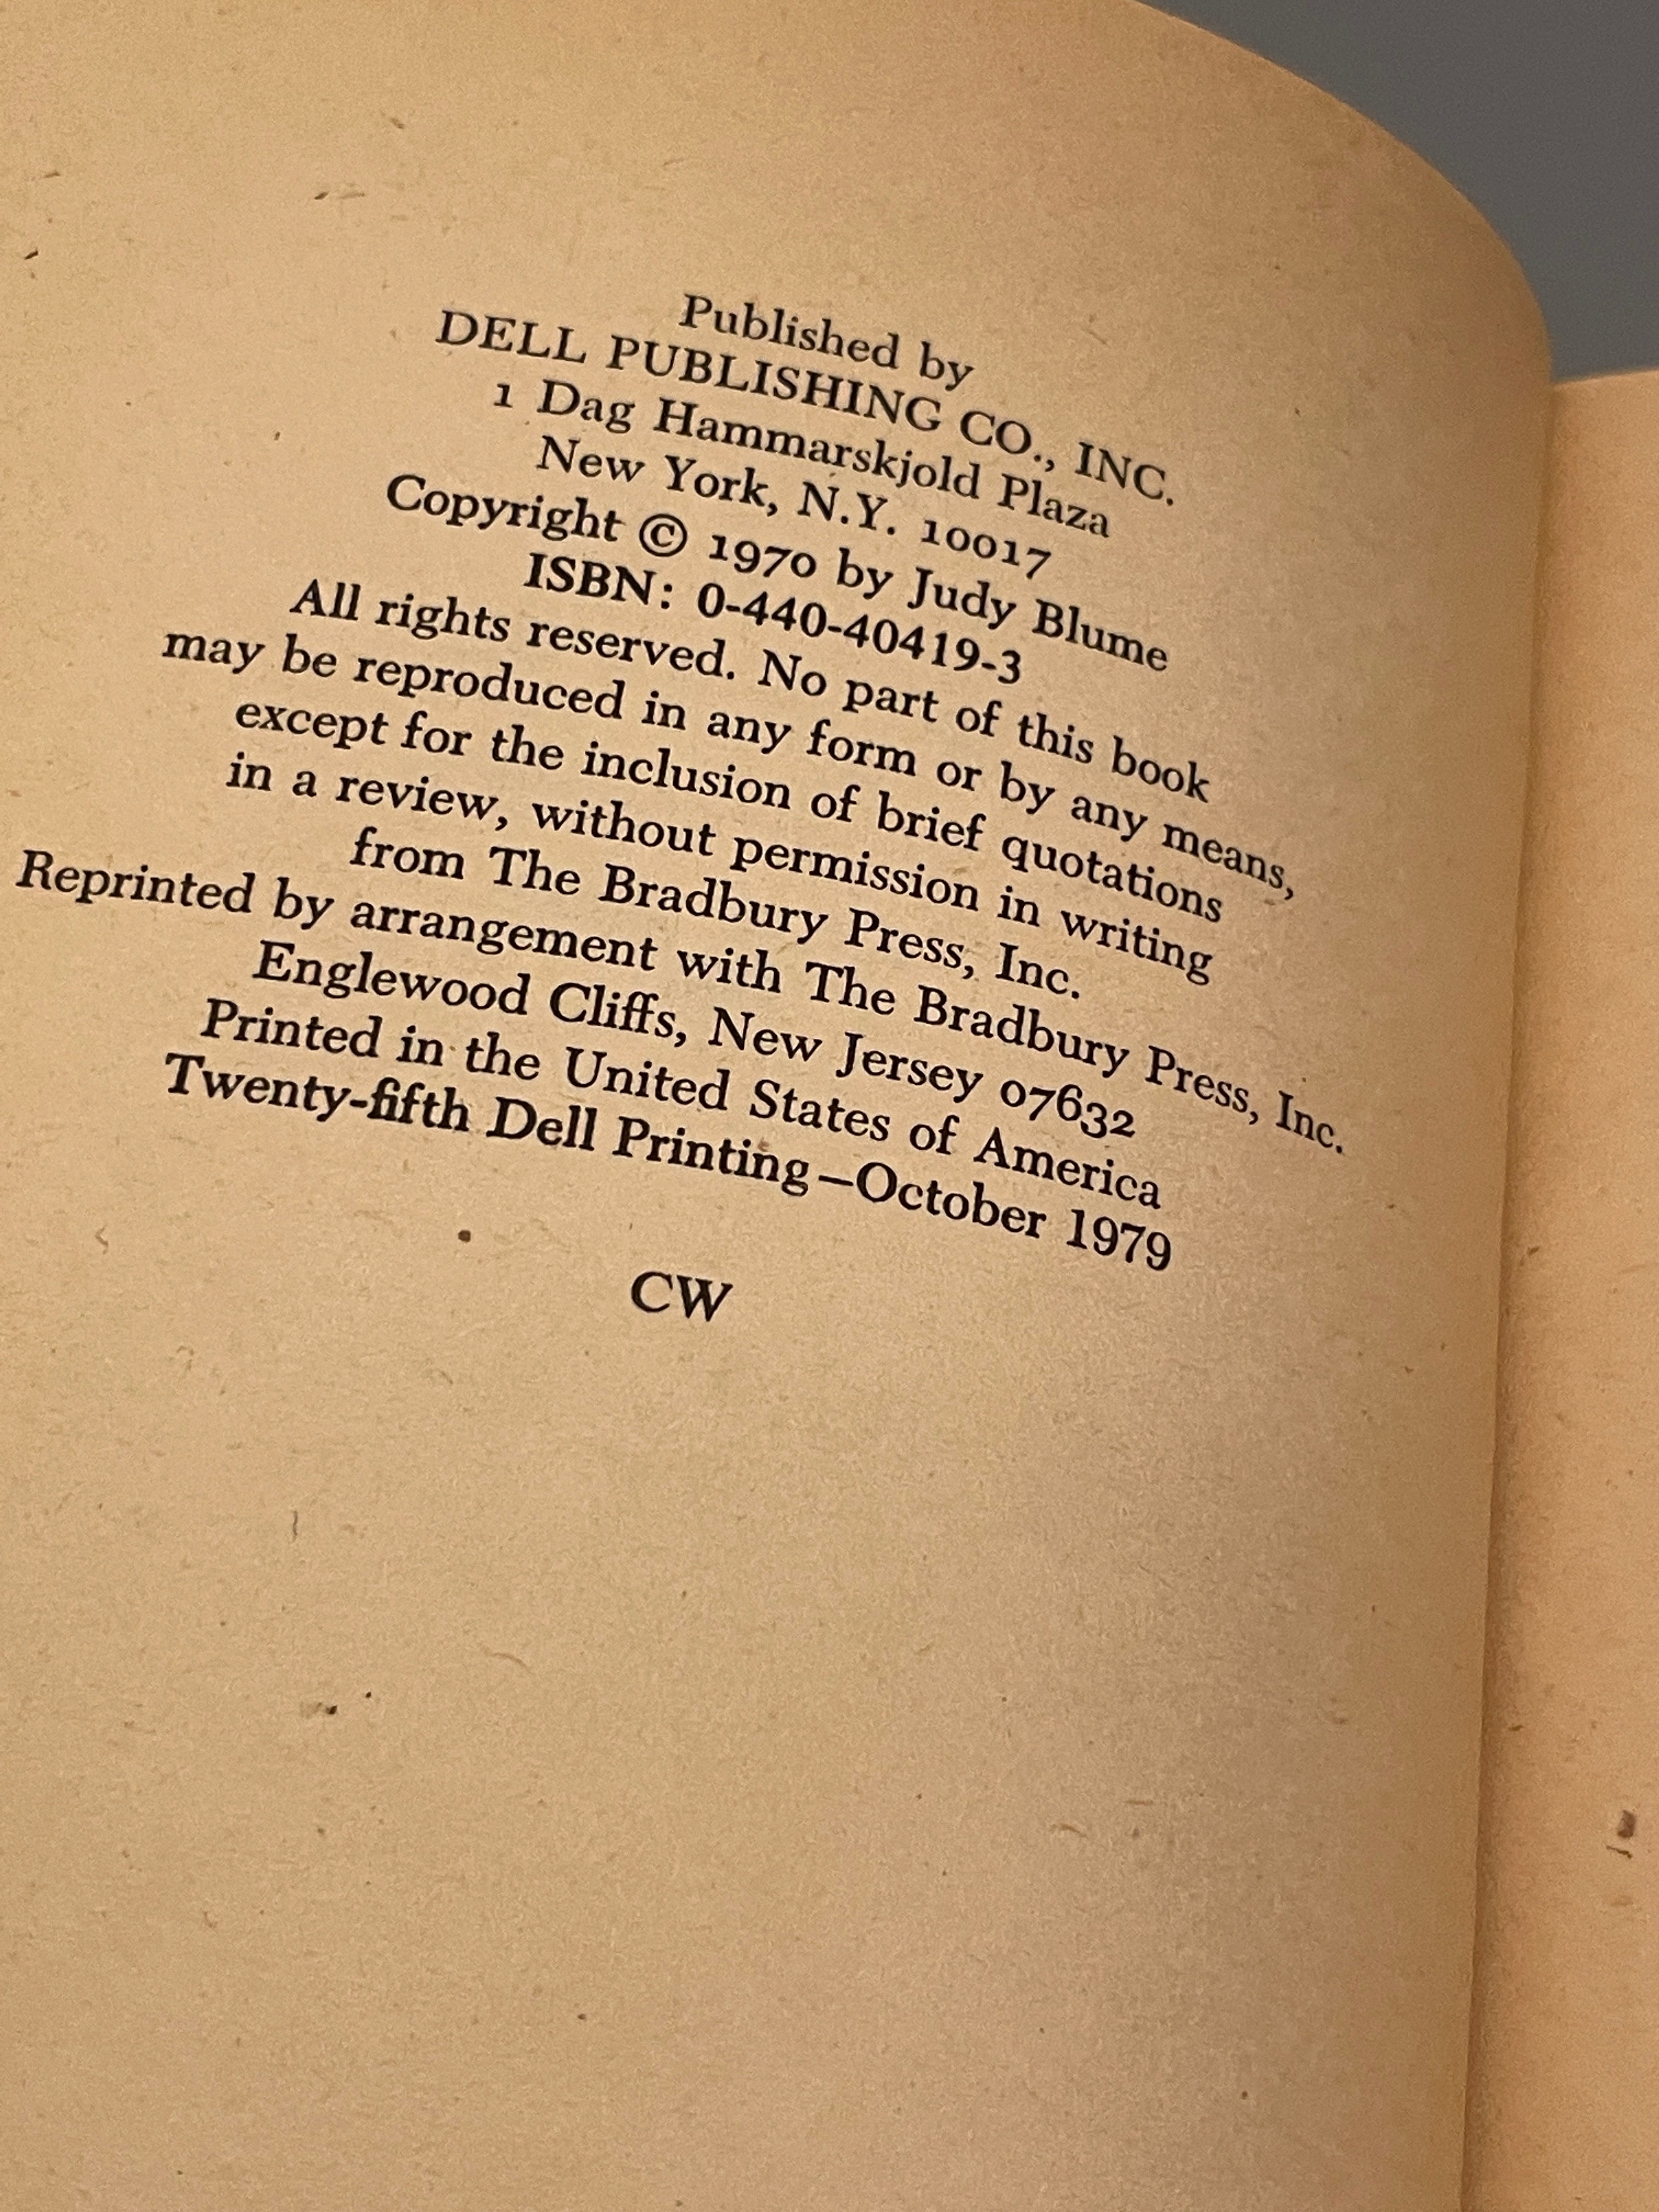 Published by
DELL PUBLISHING CO., INC.
1 Dag Hammarskjold Plaza
New York, N.Y. 10017
Copyright © 1970 by Judy Blume
ISBN: 0-440-40419-3
All rights reserved. No part of this book
may be reproduced in any form or by any means,
except for the inclusion of brief quotations
in a review, without permission in writing
from The Bradbury Press, Inc.
Reprinted by arrangement with The Bradbury Press, Inc.
Englewood Cliffs, New Jersey 07632
Printed in the United States of America
Twenty-fifth Dell Printing—October 1979
CW